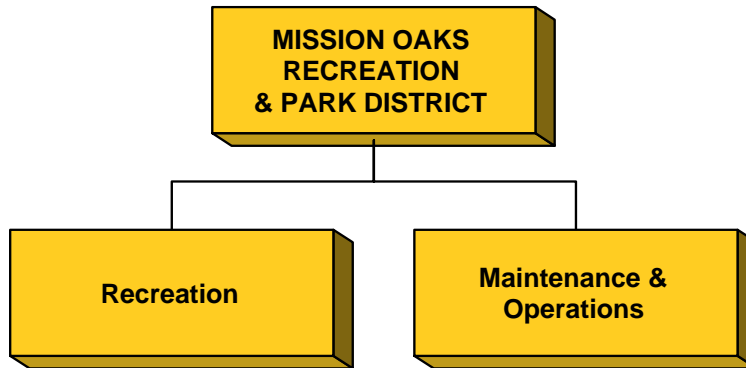 MISSION OAKS
RECREATION
& PARK DISTRICT
Recreation
Maintenance &
Operations